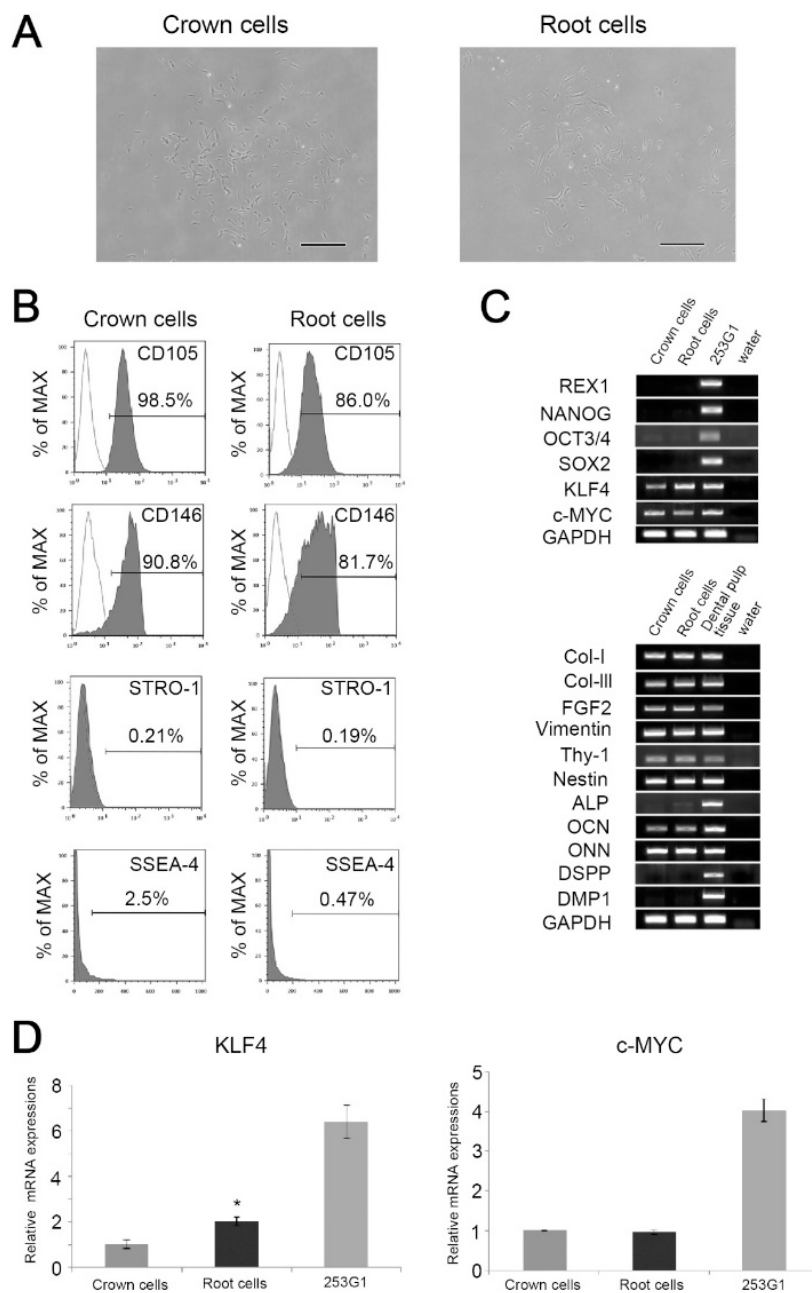 A
Crown cells
Root cells
B
Crown cells
Root cells
% of MAX
CD105
98.5%
% of MAX
CD105
86.0%
% of MAX
CD146
90.8%
% of MAX
CD146
81.7%
% of MAX
STRO-1
0.21%
% of MAX
STRO-1
0.19%
% of MAX
SSEA-4
2.5%
0 200 400 600 800 1000
% of MAX
SSEA-4
0.47%
C
Crown cells
Root cells
253G1
water
REX1
NANOG
OCT3/4
SOX2
KLF4
c-MYC
GAPDH
Crown cells
Root cells
Dental pulp
tissue
water
Col-I
Col-III
FGF2
Vimentin
Thy-1
Nestin
ALP
OCN
ONN
DSPP
DMP1
GAPDH
D
KLF4
Relative mRNA expressions
8
6
4
2
0
*
Crown cells
Root cells
253G1
c-MYC
Relative mRNA expressions
5
4
3
2
1
0
Crown cells
Root cells
253G1